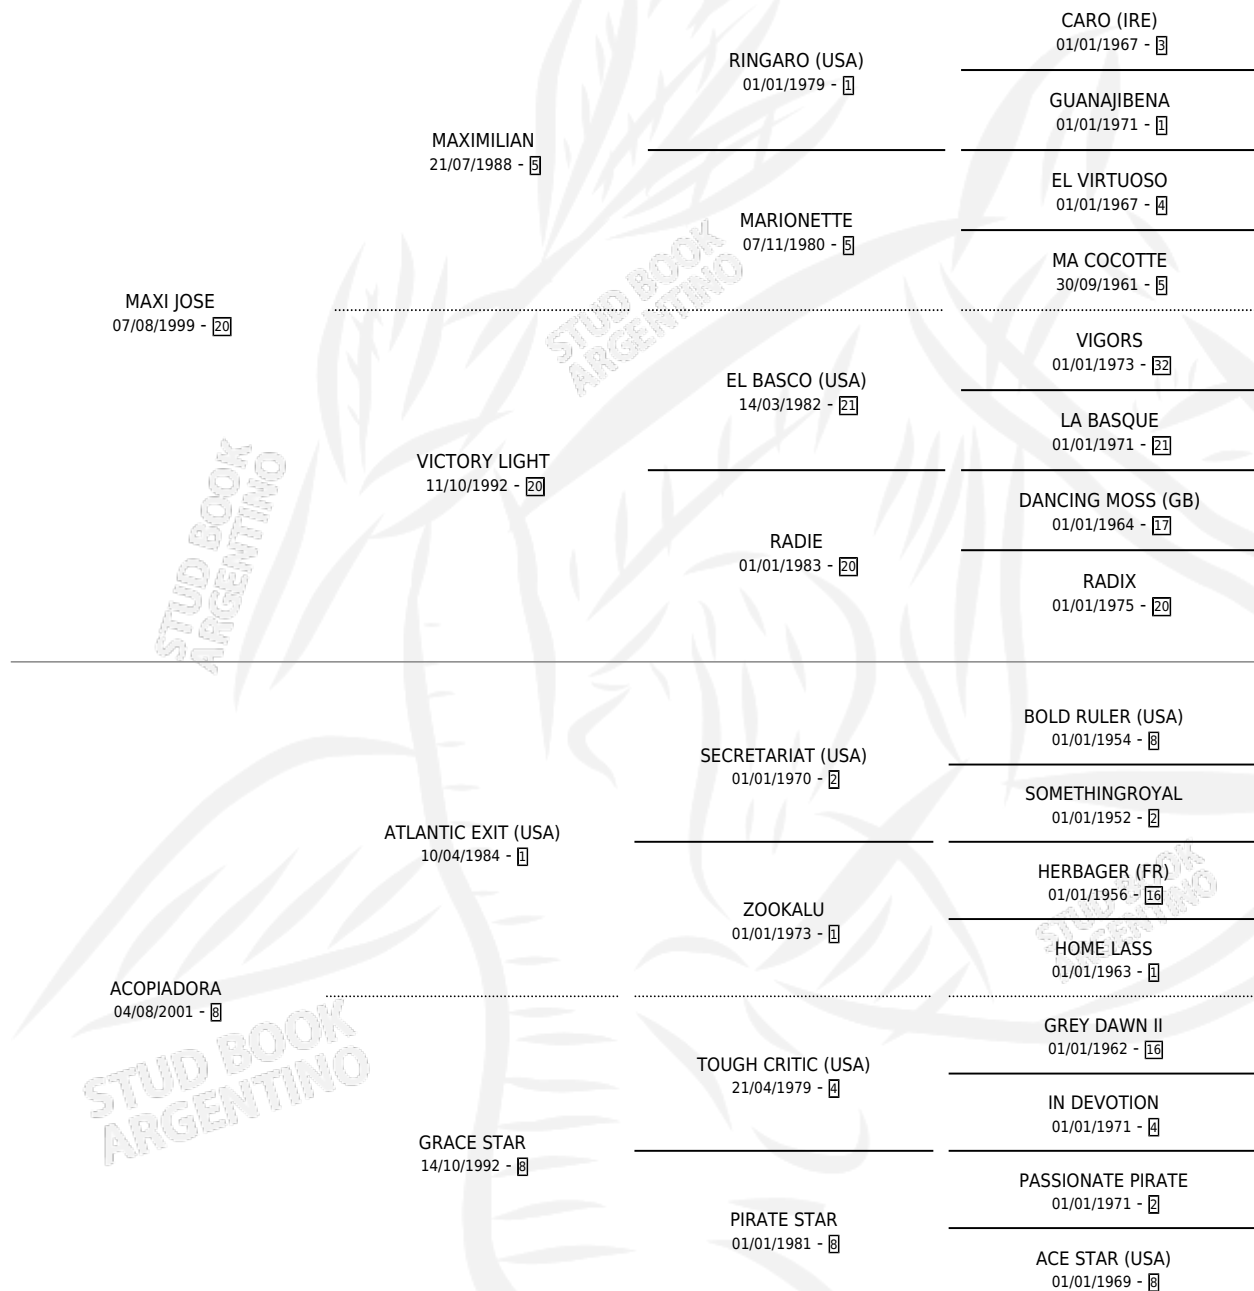 CARO (IRE)
01/01/1967 - 3
RINGARO (USA)
01/01/1979 - 1
GUANAJIBENA
01/01/1971 - 1
MAXIMILIAN
21/07/1988 - 5
EL VIRTUOSO
01/01/1967 - 4
MARIONETTE
07/11/1980 - 5
MA COCOTTE
30/09/1961 - 5
MAXI JOSE
07/08/1999 - 20
STUD BOOK
ARGENTINO
VIGORS
01/01/1973 - 32
EL BASCO (USA)
14/03/1982 - 21
LA BASQUE
01/01/1971 - 21
VICTORY LIGHT
11/10/1992 - 20
DANCING MOSS (GB)
01/01/1964 - 17
RADIE
01/01/1983 - 20
RADIX
01/01/1975 - 20
STUD BOOK
ARGENTINO
BOLD RULER (USA)
01/01/1954 - 8
SECRETARIAT (USA)
01/01/1970 - 2
SOMETHINGROYAL
01/01/1952 - 2
ATLANTIC EXIT (USA)
10/04/1984 - 1
HERBAGER (FR)
01/01/1956 - 16
ZOOKALU
01/01/1973 - 1
STUD BOOK
ARGENTINO
HOME LASS
01/01/1963 - 1
ACOPIADORA
04/08/2001 - 8
GREY DAWN II
01/01/1962 - 16
TOUGH CRITIC (USA)
21/04/1979 - 4
IN DEVOTION
01/01/1971 - 4
STUD BOOK
ARGENTINO
GRACE STAR
14/10/1992 - 8
PASSIONATE PIRATE
01/01/1971 - 2
PIRATE STAR
01/01/1981 - 8
ACE STAR (USA)
01/01/1969 - 8